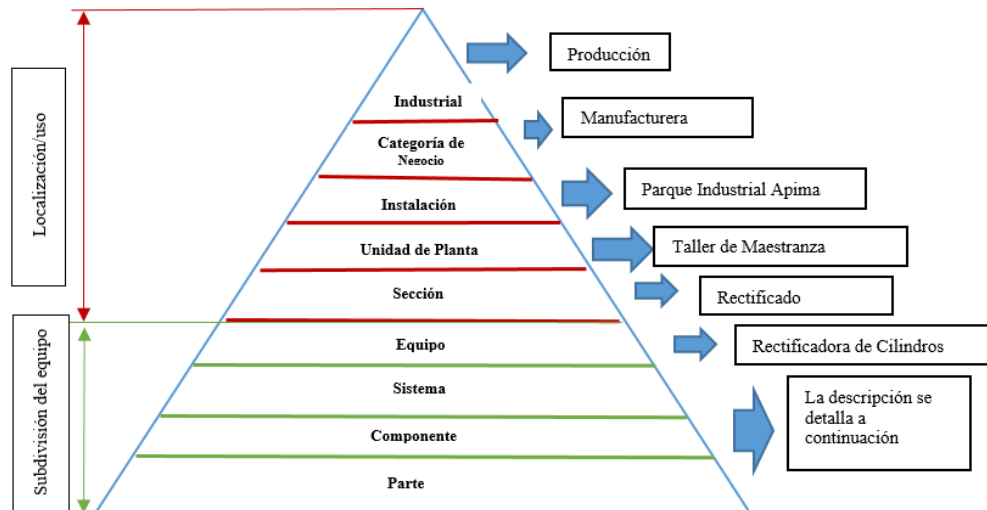 Localización/uso
Subdivisión del equipo
Industrial
Categoría de
Negocio
Instalación
Unidad de Planta
Sección
Equipo
Sistema
Componente
Parte
Producción
Manufacturera
Parque Industrial Apima
Taller de Maestranza
Rectificado
Rectificadora de Cilindros
La descripción se
detalla a
continuación